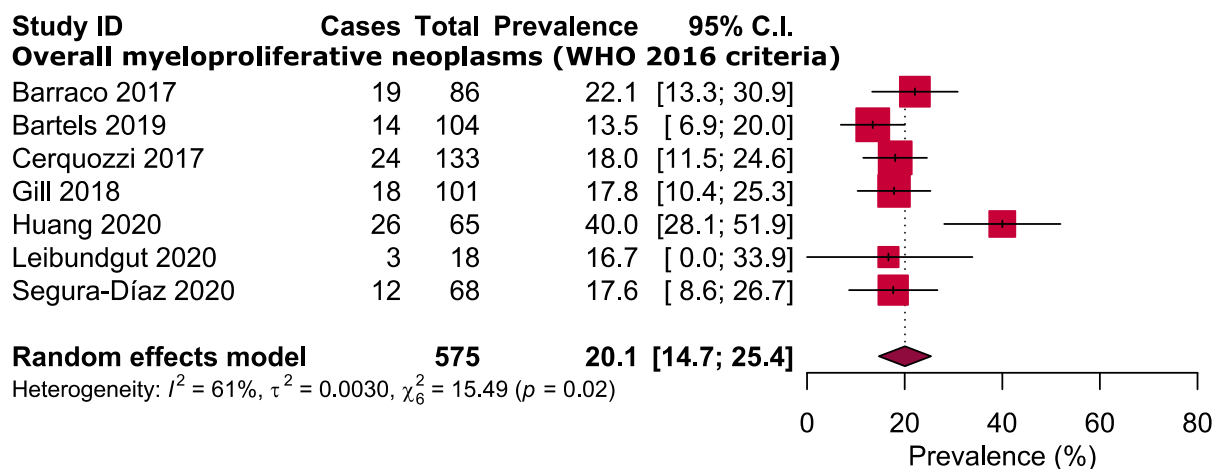 Study ID Cases Total Prevalence 95% C.I.
Overall myeloproliferative neoplasms (WHO 2016 criteria)
Barraco 2017 19 86 22.1 [13.3; 30.9]
Bartels 2019 14 104 13.5 [ 6.9; 20.0]
Cerquozzi 2017 24 133 18.0 [11.5; 24.6]
Gill 2018 18 101 17.8 [10.4; 25.3]
Huang 2020 26 65 40.0 [28.1; 51.9]
Leibundgut 2020 3 18 16.7 [ 0.0; 33.9]
Segura-Díaz 2020 12 68 17.6 [ 8.6; 26.7]
Random effects model 575 20.1 [14.7; 25.4]
Heterogeneity: I² = 61%, τ² = 0.0030, χ²₆ = 15.49 (p = 0.02)
0 20 40 60 80
Prevalence (%)